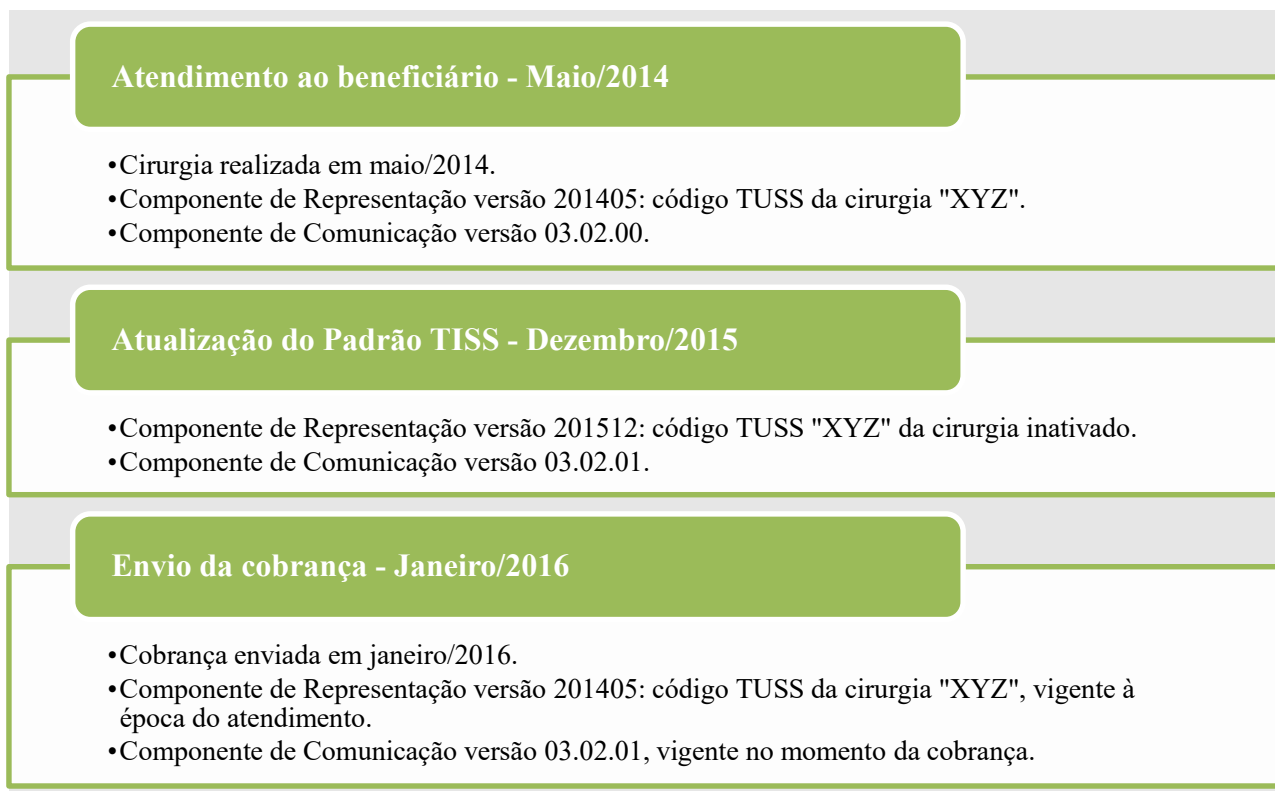 Atendimento ao beneficiário - Maio/2014
•Cirurgia realizada em maio/2014.
•Componente de Representação versão 201405: código TUSS da cirurgia "XYZ".
•Componente de Comunicação versão 03.02.00.
Atualização do Padrão TISS - Dezembro/2015
•Componente de Representação versão 201512: código TUSS "XYZ" da cirurgia inativado.
•Componente de Comunicação versão 03.02.01.
Envio da cobrança - Janeiro/2016
•Cobrança enviada em janeiro/2016.
•Componente de Representação versão 201405: código TUSS da cirurgia "XYZ", vigente à
época do atendimento.
•Componente de Comunicação versão 03.02.01, vigente no momento da cobrança.